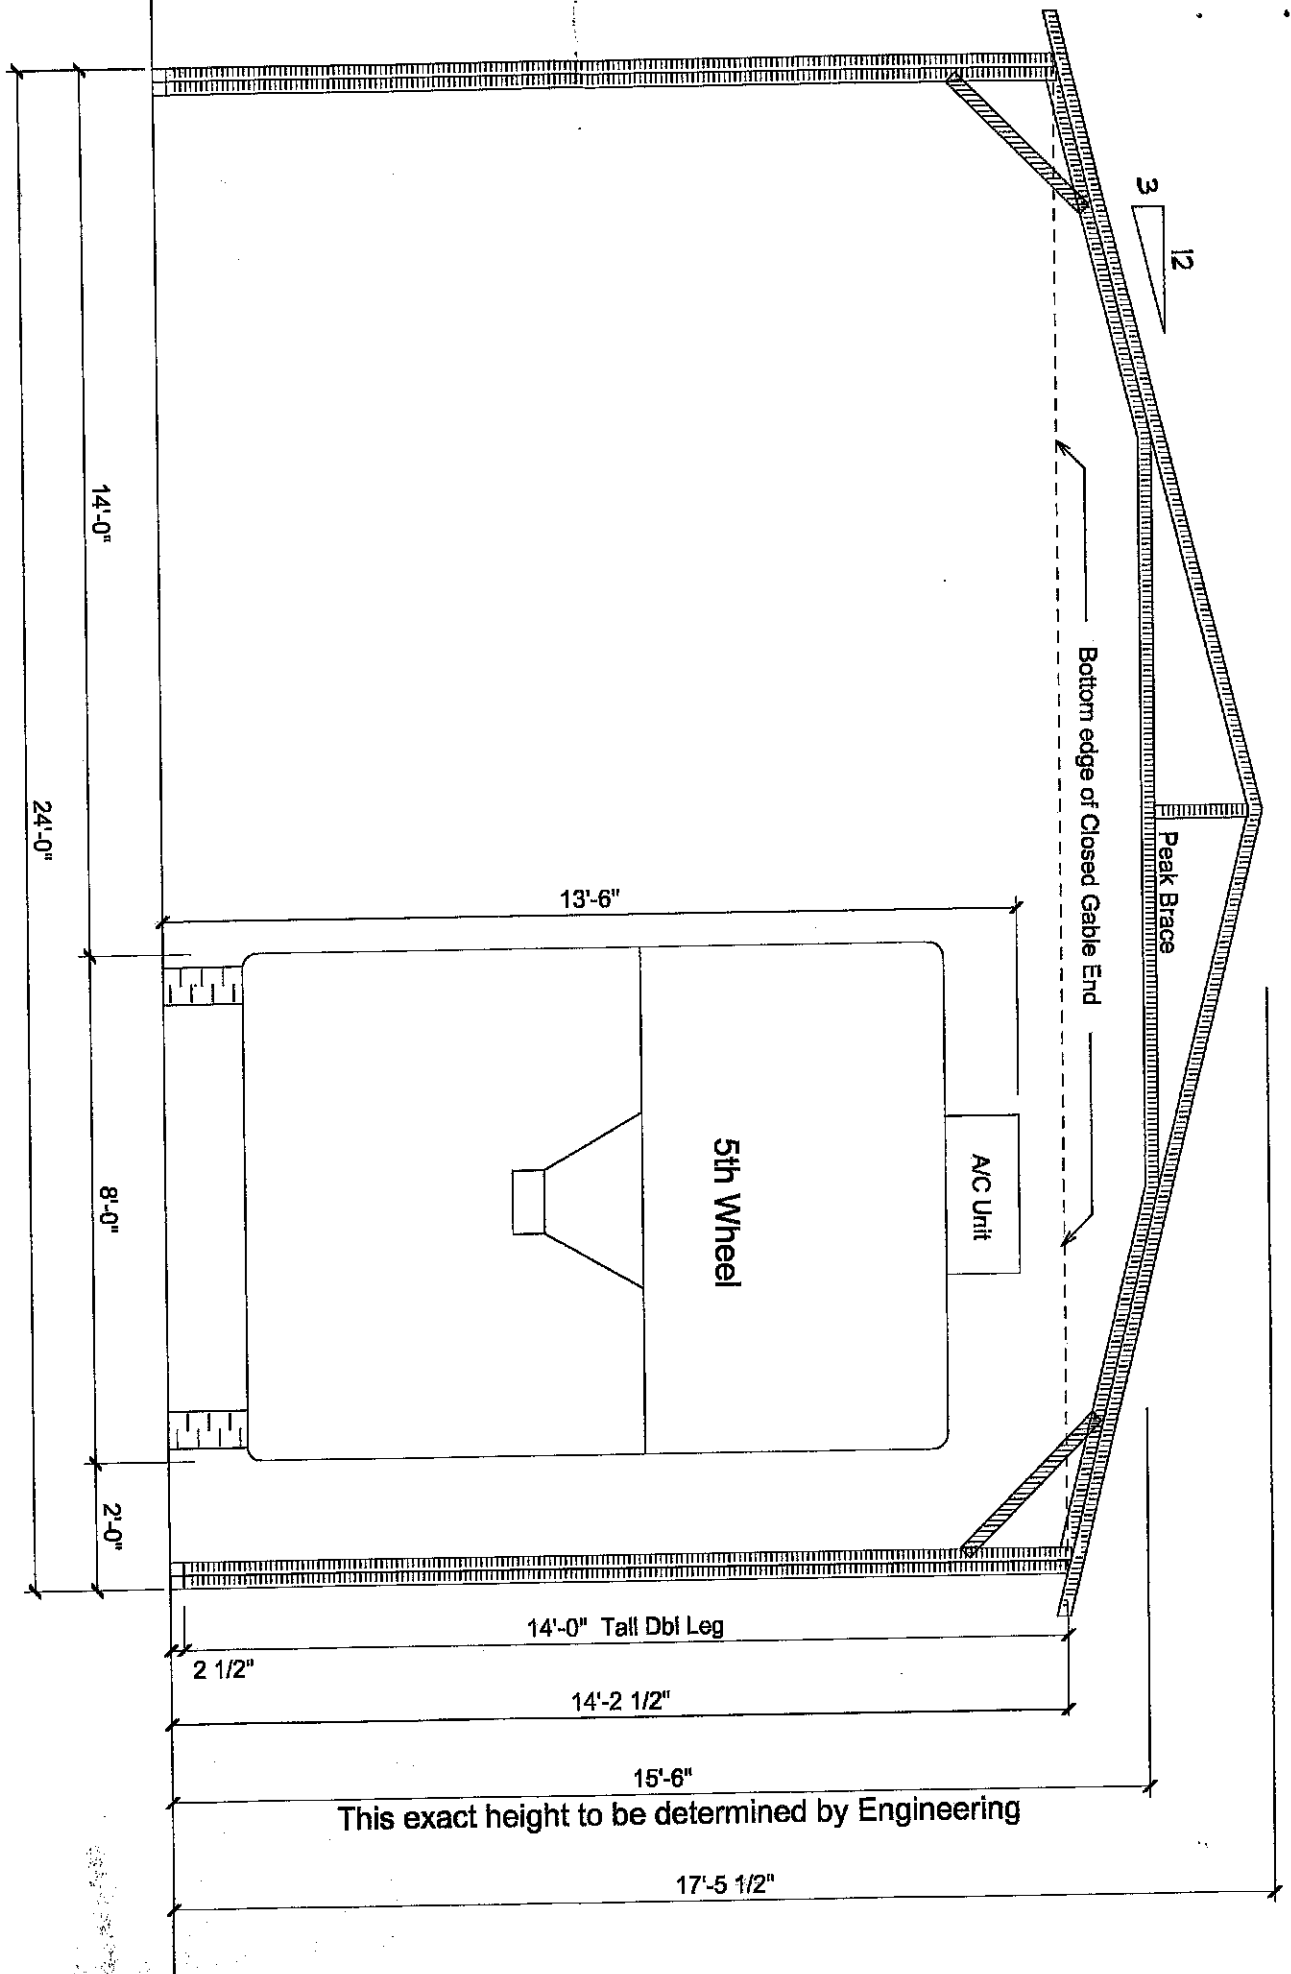 3
12
Bottom edge of Closed Gable End
Peak Brace
13'-6"
A/C Unit
5th Wheel
14'-0"
8'-0"
2'-0"
24'-0"
14'-0" Tall Dbl Leg
2 1/2"
14'-2 1/2"
15'-6"
This exact height to be determined by Engineering
17'-5 1/2"